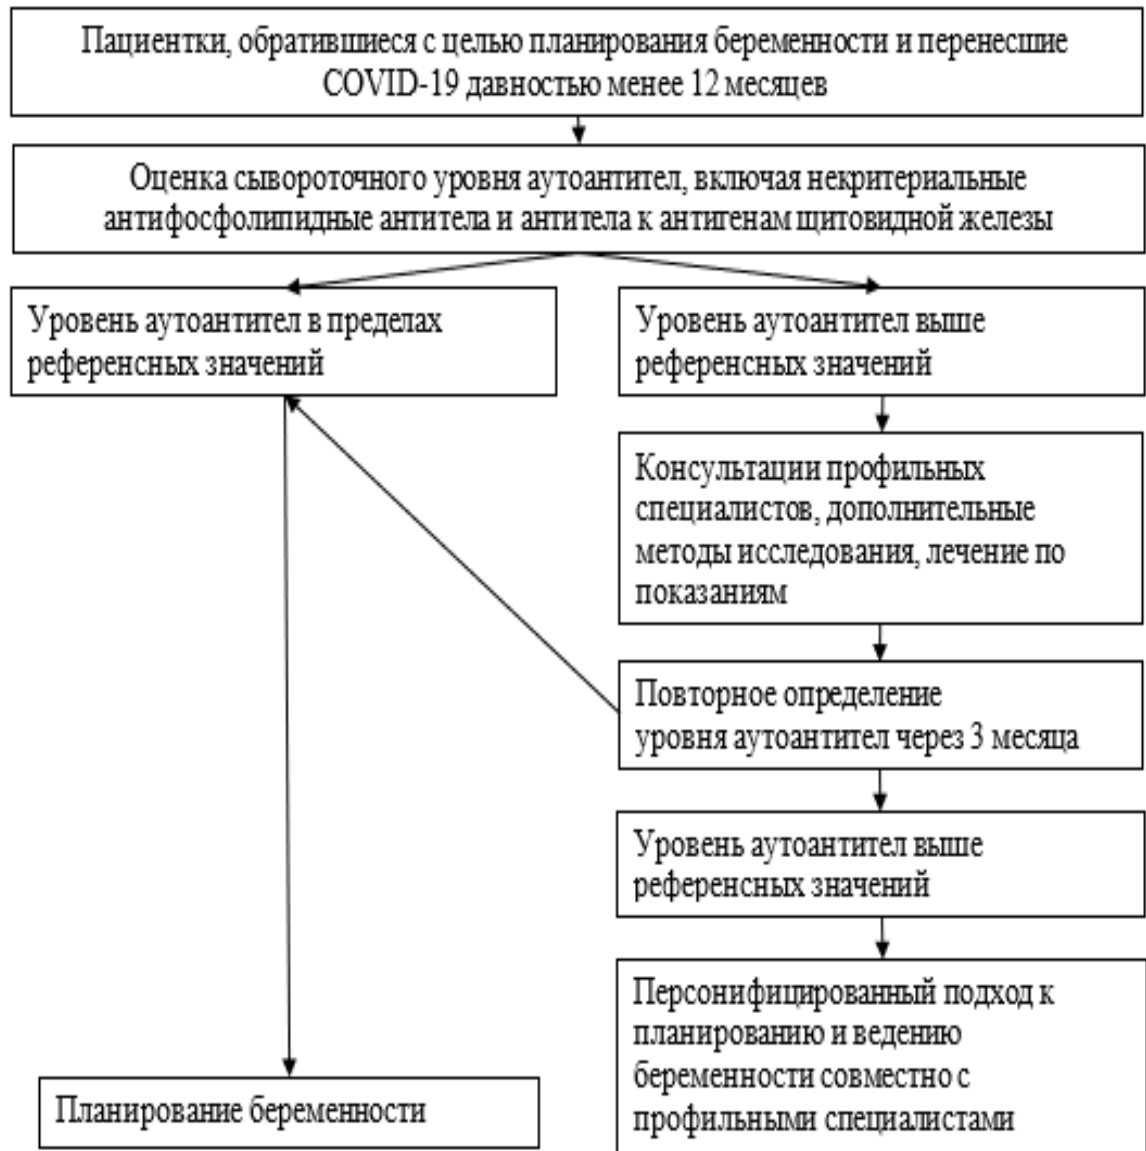 Пациентки, обратившиеся с целью планирования беременности и перенесшие
COVID-19 давностью менее 12 месяцев
Оценка сывороточного уровня аутоантител, включая некритериальные
антифосфолипидные антитела и антитела к антигенам щитовидной железы
Уровень аутоантител в пределах
референсных значений
Уровень аутоантител выше
референсных значений
Консультации профильных
специалистов, дополнительные
методы исследования, лечение по
показаниям
Повторное определение
уровня аутоантител через 3 месяца
Уровень аутоантител выше
референсных значений
Персонифицированный подход к
планированию и ведению
беременности совместно с
профильными специалистами
Планирование беременности